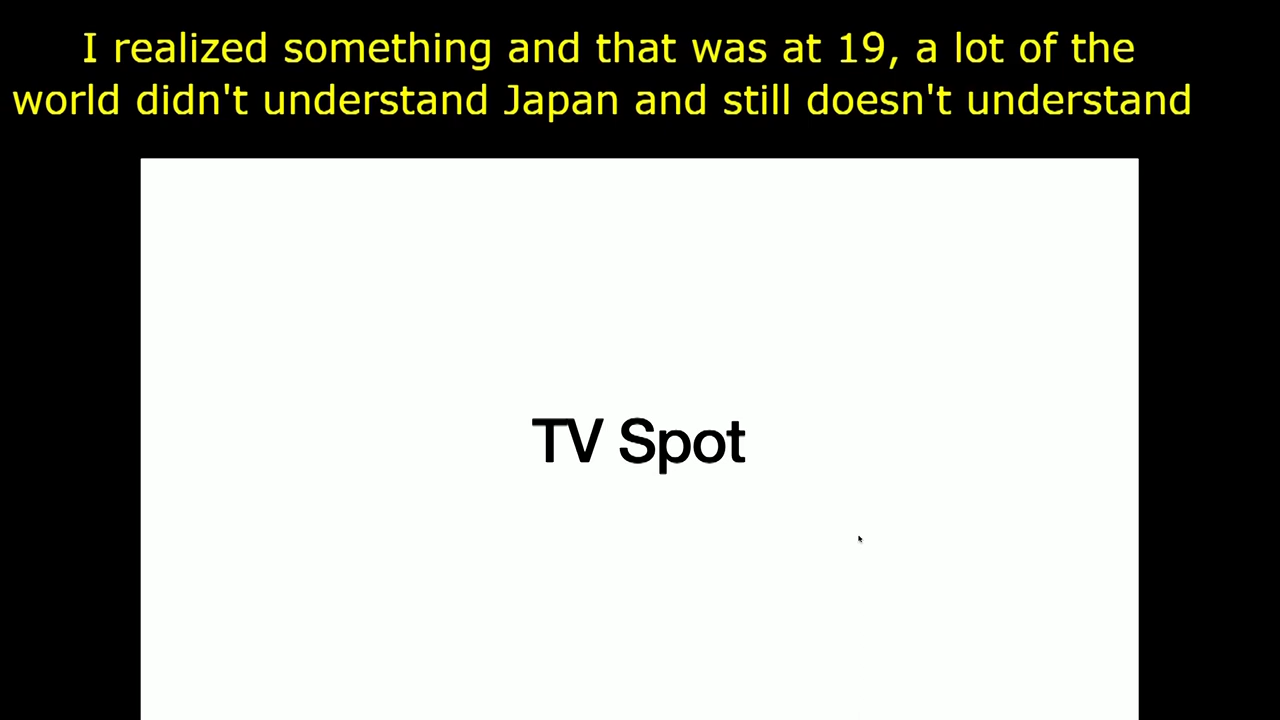 I realized something and that was at 19, a lot of the
world didn't understand Japan and still doesn't understand
TV Spot